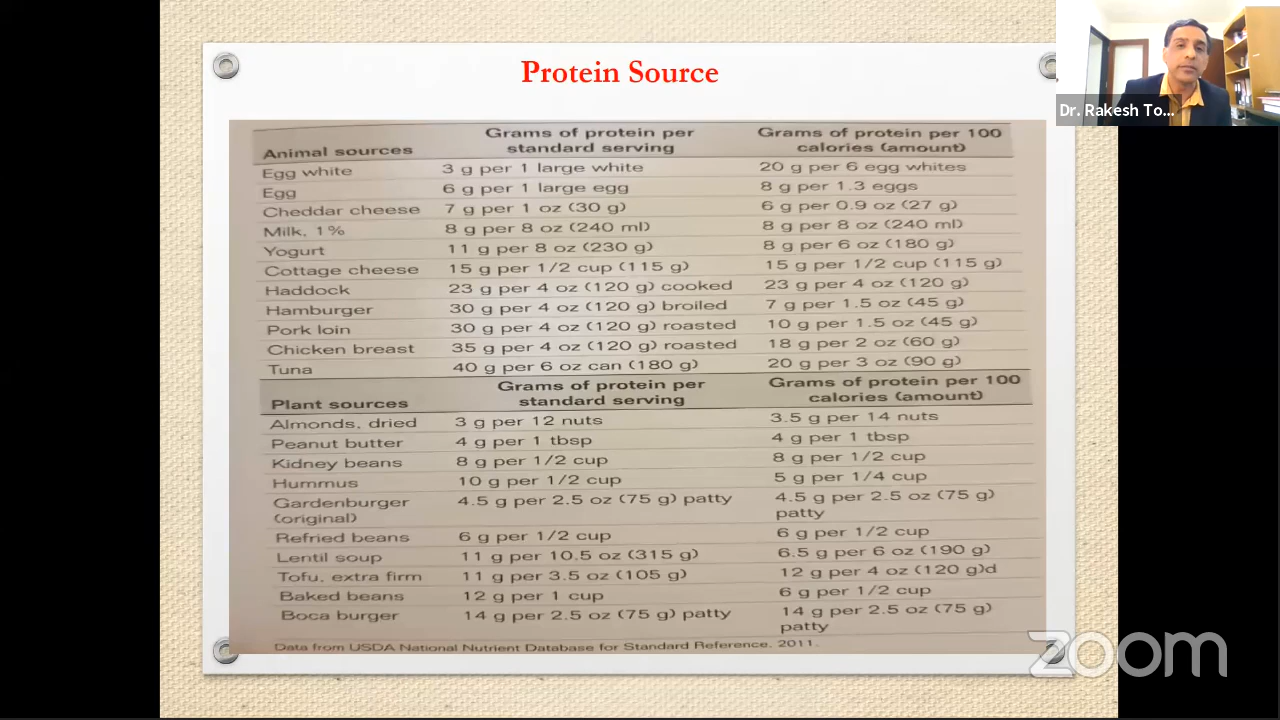 Protein Source
Dr. Rakesh To...
Animal sources Grams of protein per standard serving Grams of protein per 100 calories (amount)
Egg white 3 g per 1 large white 20 g per 6 egg whites
Egg 6 g per 1 large egg 8 g per 1.3 eggs
Cheddar cheese 7 g per 1 oz (30 g) 6 g per 0.9 oz (27 g)
Milk, 1% 8 g per 8 oz (240 ml) 8 g per 8 oz (240 ml)
Yogurt 11 g per 8 oz (230 g) 8 g per 6 oz (180 g)
Cottage cheese 15 g per 1/2 cup (115 g) 15 g per 1/2 cup (115 g)
Haddock 23 g per 4 oz (120 g) cooked 23 g per 4 oz (120 g)
Hamburger 30 g per 4 oz (120 g) broiled 7 g per 1.5 oz (45 g)
Pork loin 30 g per 4 oz (120 g) roasted 10 g per 1.5 oz (45 g)
Chicken breast 35 g per 4 oz (120 g) roasted 18 g per 2 oz (60 g)
Tuna 40 g per 6 oz can (180 g) 20 g per 3 oz (90 g)
Plant sources Grams of protein per standard serving Grams of protein per 100 calories (amount)
Almonds, dried 3 g per 12 nuts 3.5 g per 14 nuts
Peanut butter 4 g per 1 tbsp 4 g per 1 tbsp
Kidney beans 8 g per 1/2 cup 8 g per 1/2 cup
Hummus 10 g per 1/2 cup 5 g per 1/4 cup
Gardenburger (original) 4.5 g per 2.5 oz (75 g) patty 4.5 g per 2.5 oz (75 g) patty
Refried beans 6 g per 1/2 cup 6 g per 1/2 cup
Lentil soup 11 g per 10.5 oz (315 g) 6.5 g per 6 oz (190 g)
Tofu, extra firm 11 g per 3.5 oz (105 g) 12 g per 4 oz (120 g)d
Baked beans 12 g per 1 cup 6 g per 1/2 cup
Boca burger 14 g per 2.5 oz (75 g) patty 14 g per 2.5 oz (75 g) patty
Data from USDA National Nutrient Database for Standard Reference, 2011.
zoom